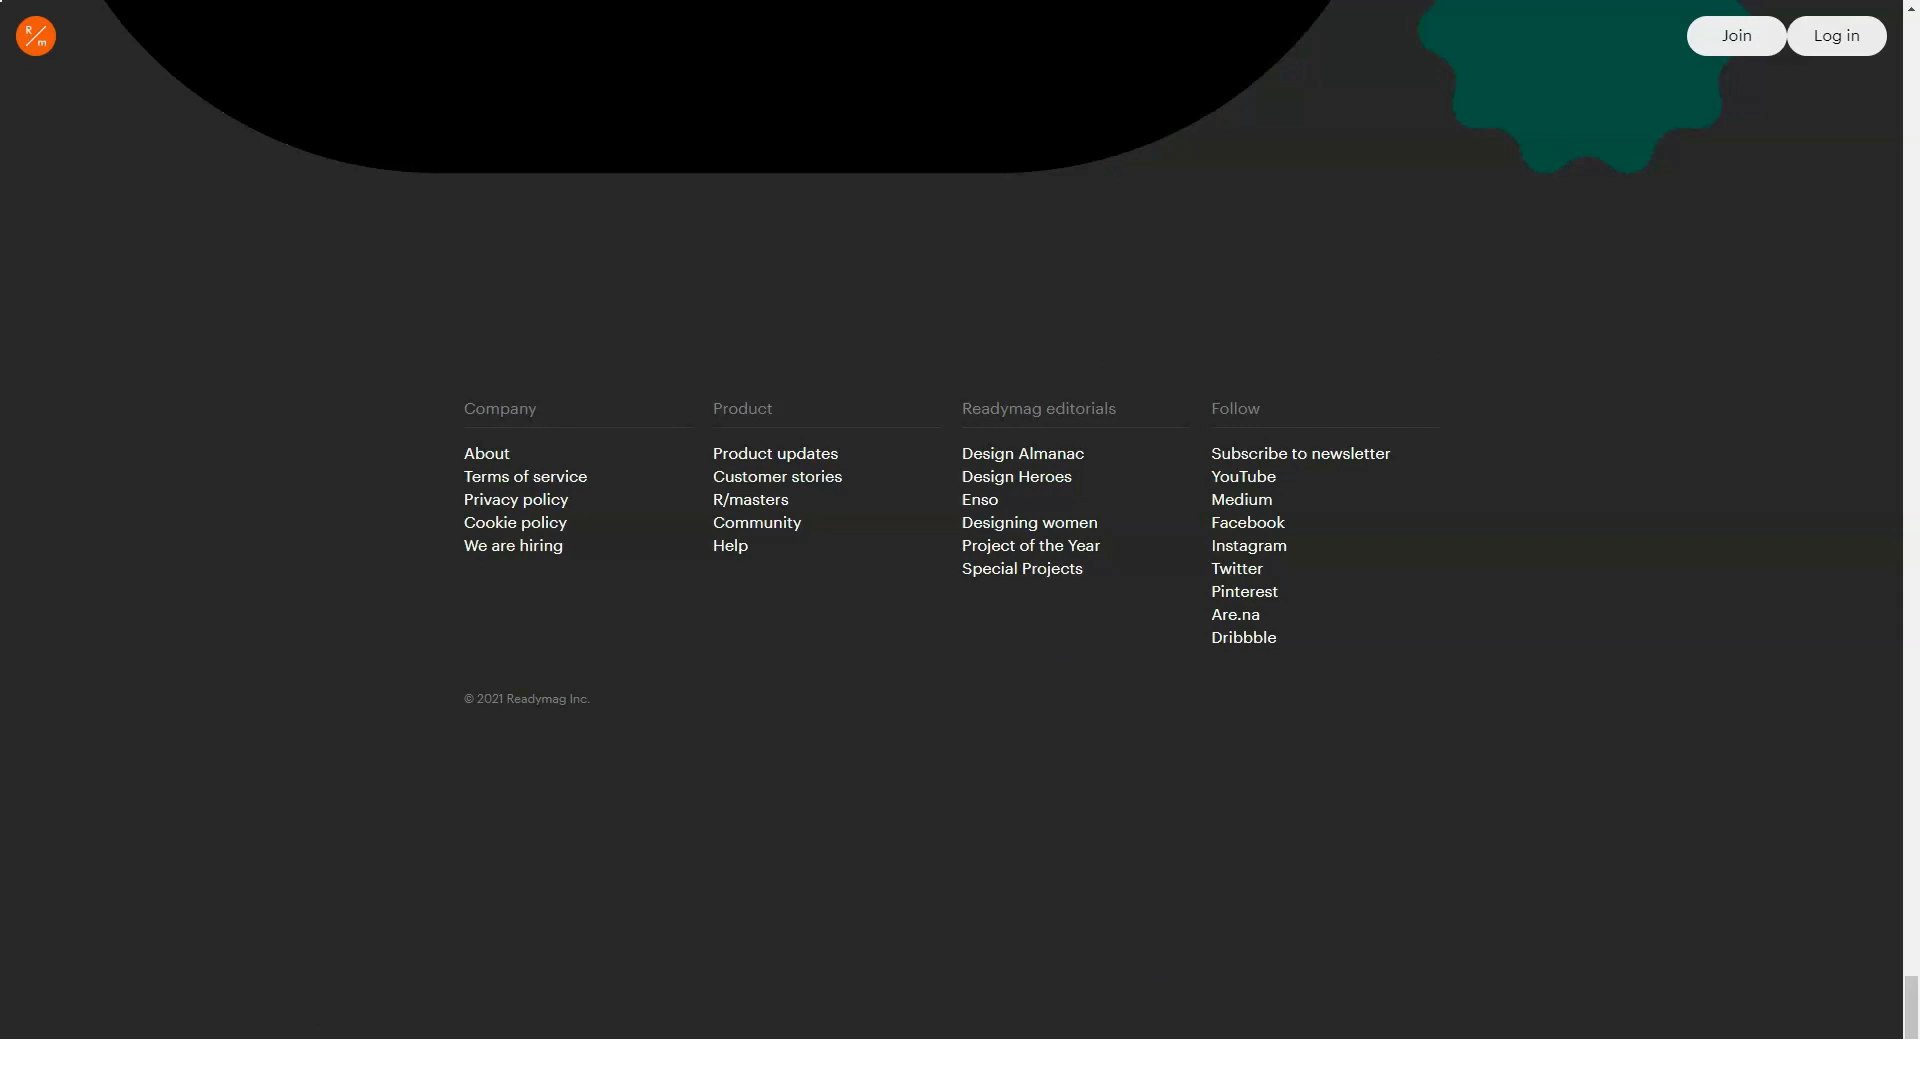 R
m
Join
Log in
Company
About
Terms of service
Privacy policy
Cookie policy
We are hiring
Product
Product updates
Customer stories
R/masters
Community
Help
Readymag editorials
Design Almanac
Design Heroes
Enso
Designing women
Project of the Year
Special Projects
Follow
Subscribe to newsletter
YouTube
Medium
Facebook
Instagram
Twitter
Pinterest
Are.na
Dribbble
© 2021 Readymag Inc.